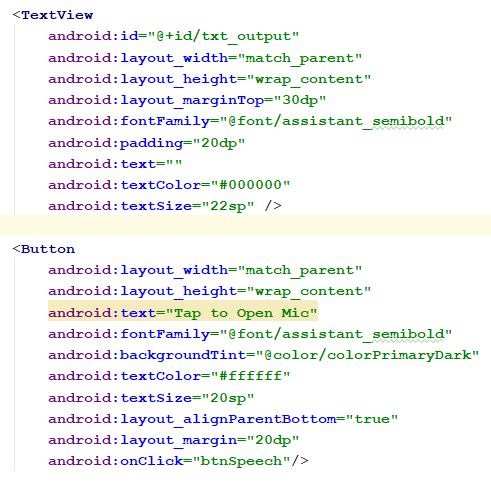 <TextView
android:id="@+id/txt_output"
android:layout_width="match_parent"
android:layout_height="wrap_content"
android:layout_marginTop="30dp"
android:fontFamily="@font/assistant_semibold"
android:padding="20dp"
android:text=""
android:textColor="#000000"
android:textSize="22sp" />
<Button
android:layout_width="match_parent"
android:layout_height="wrap_content"
android:text="Tap to Open Mic"
android:fontFamily="@font/assistant_semibold"
android:backgroundTint="@color/colorPrimaryDark"
android:textColor="#ffffff"
android:textSize="20sp"
android:layout_alignParentBottom="true"
android:layout_margin="20dp"
android:onClick="btnSpeech"/>